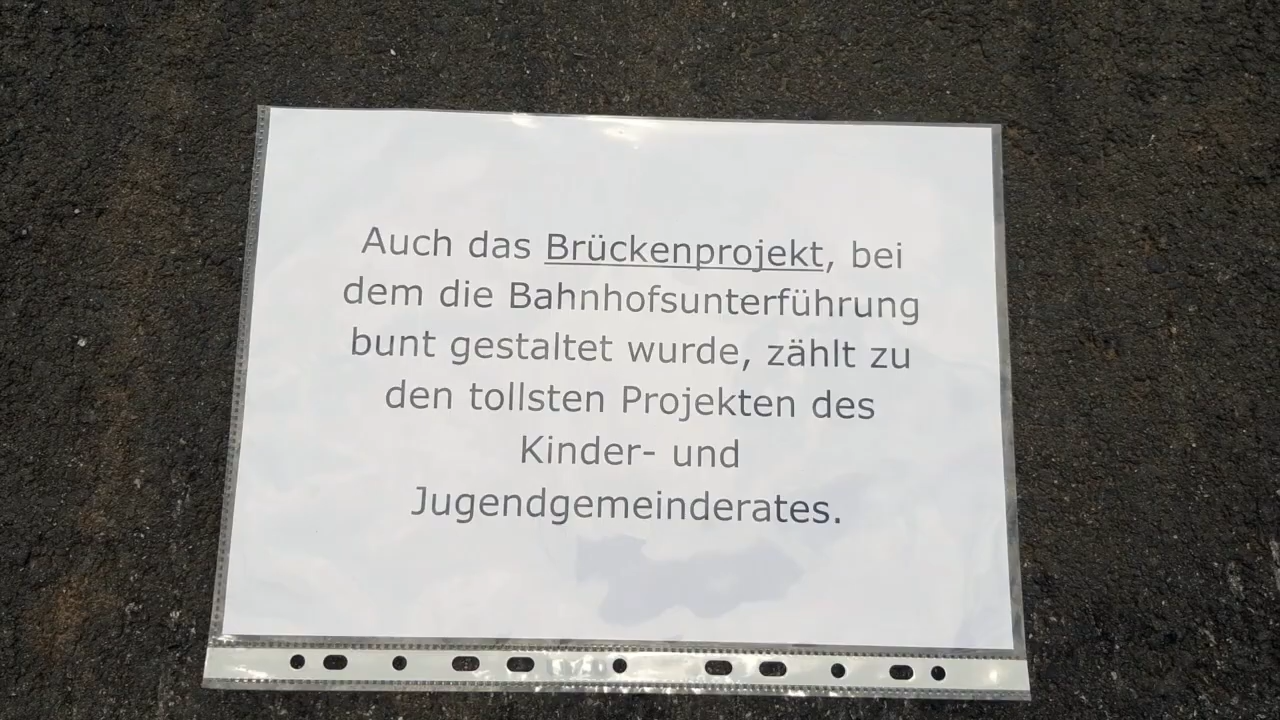 Auch das Brückenprojekt, bei
dem die Bahnhofsunterführung
bunt gestaltet wurde, zählt zu
den tollsten Projekten des
Kinder- und
Jugendgemeinderates.